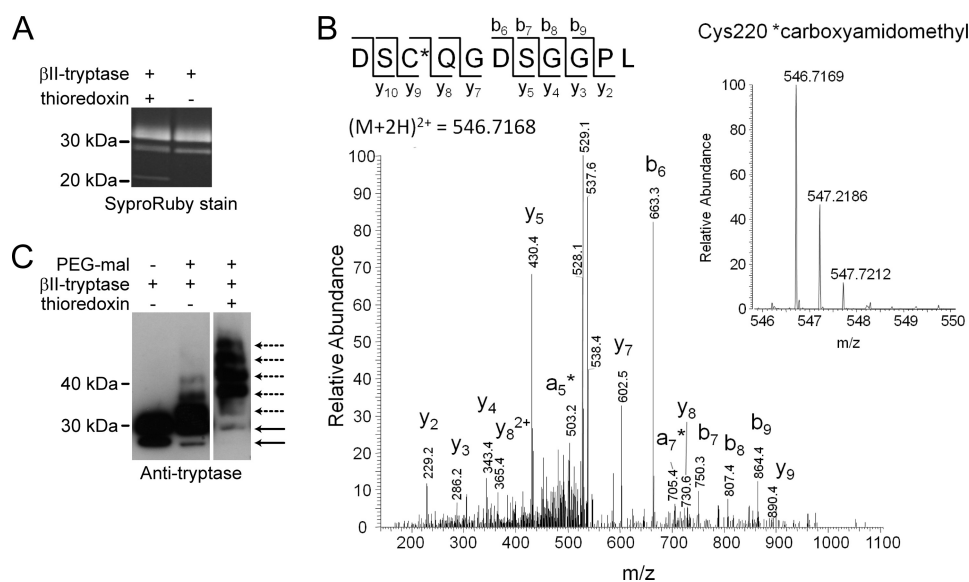 A
βII-tryptase + +
thioredoxin + -
30 kDa
20 kDa
SyproRuby stain
B
b6 b7 b8 b9
D S C* Q G D S G G P L
y10 y9 y8 y7 y5 y4 y3 y2
(M+2H)2+ = 546.7168
Relative Abundance
100
90
80
70
60
50
40
30
20
10
0
y2
229.2
y3
286.2
y4
343.4
y8 2+
365.4
y5
430.4
a5 *
503.2
528.1
529.1
537.6
538.4
y7
602.5
b6
663.3
a7 *
705.4
y8
730.6
b7
750.3
b8
807.4
b9
864.4
y9
890.4
200 300 400 500 600 700 800 900 1000 1100
m/z
Cys220 *carboxyamidomethyl
Relative Abundance
100
80
60
40
20
0
546.7169
547.2186
547.7212
546 547 548 549 550
m/z
C
PEG-mal - + +
βII-tryptase + + +
thioredoxin - - +
40 kDa
30 kDa
Anti-tryptase